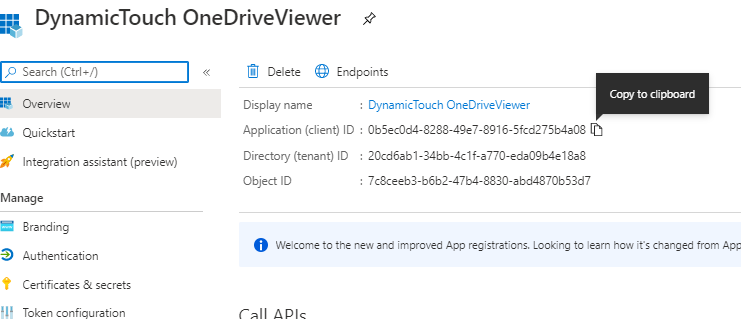 DynamicTouch OneDriveViewer
Search (Ctrl+/)
«
Delete
Endpoints
Copy to clipboard
Overview
Quickstart
Integration assistant (preview)
Manage
Branding
Authentication
Certificates & secrets
Token configuration
Display name : DynamicTouch OneDriveViewer
Application (client) ID : 0b5ec0d4-8288-49e7-8916-5fcd275b4a08
Directory (tenant) ID : 20cd6ab1-34bb-4c1f-a770-eda09b4e18a8
Object ID : 7c8ceeb3-b6b2-47b4-8830-abd4870b53d7
Welcome to the new and improved App registrations. Looking to learn how it's changed from App
Call APIs